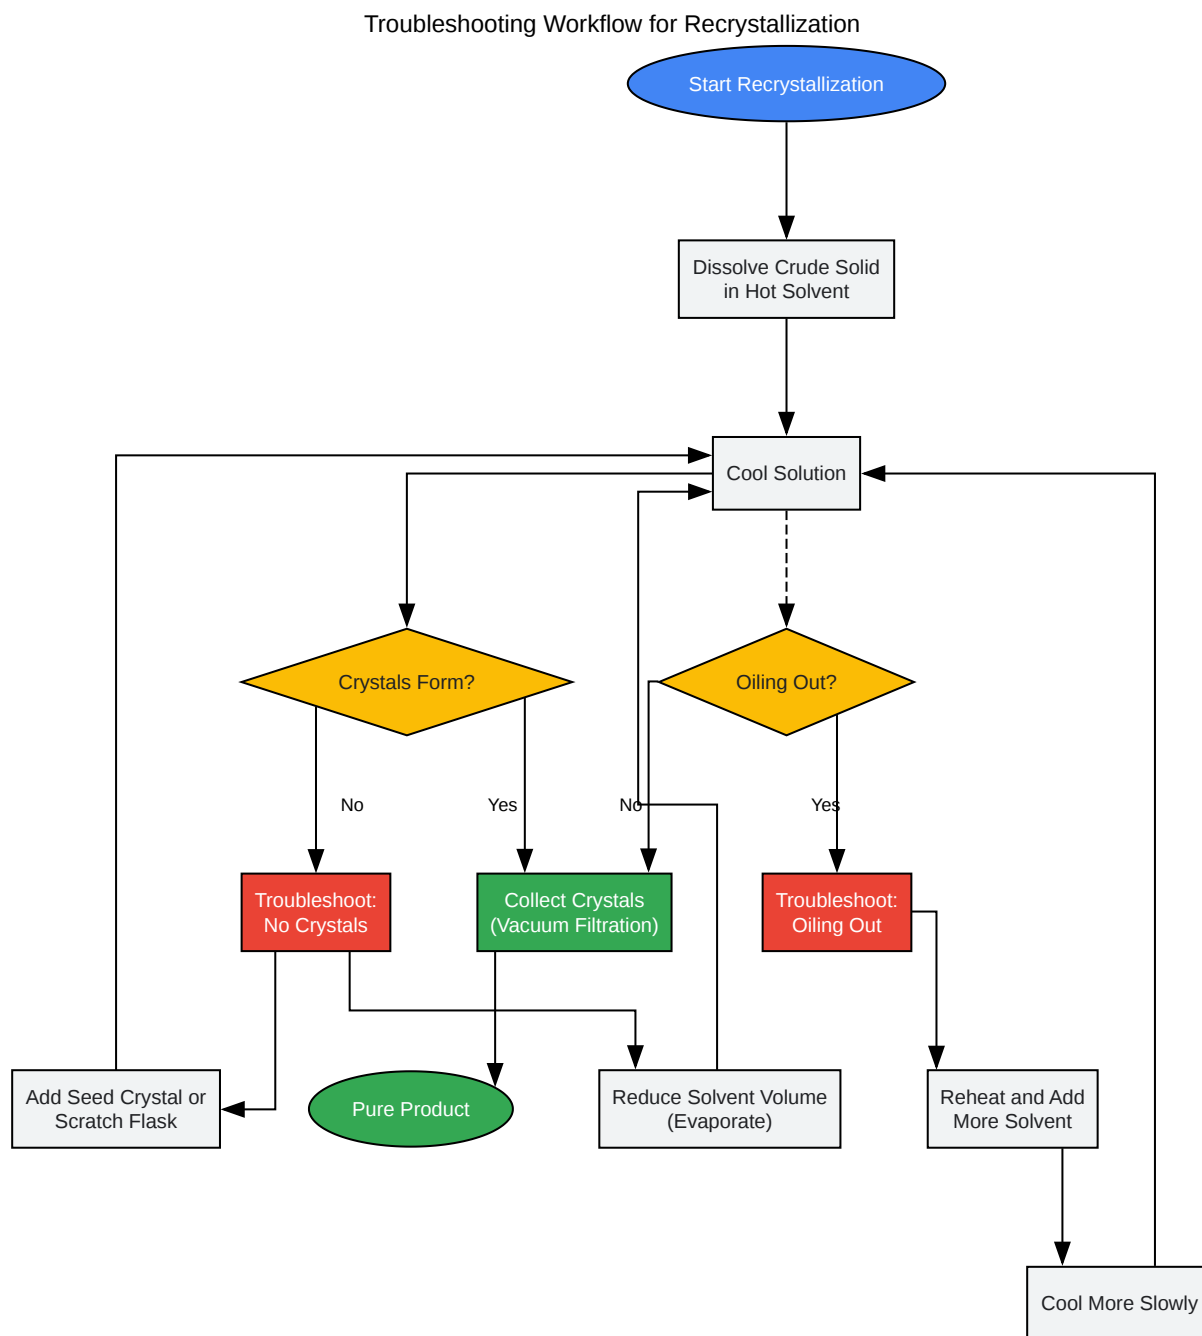 Troubleshooting Workflow for Recrystallization
Start Recrystallization
Dissolve Crude Solid
in Hot Solvent
Cool Solution
Crystals Form?
Oiling Out?
No
Yes
No
Yes
Troubleshoot:
No Crystals
Collect Crystals
(Vacuum Filtration)
Troubleshoot:
Oiling Out
Add Seed Crystal or
Scratch Flask
Pure Product
Reduce Solvent Volume
(Evaporate)
Reheat and Add
More Solvent
Cool More Slowly